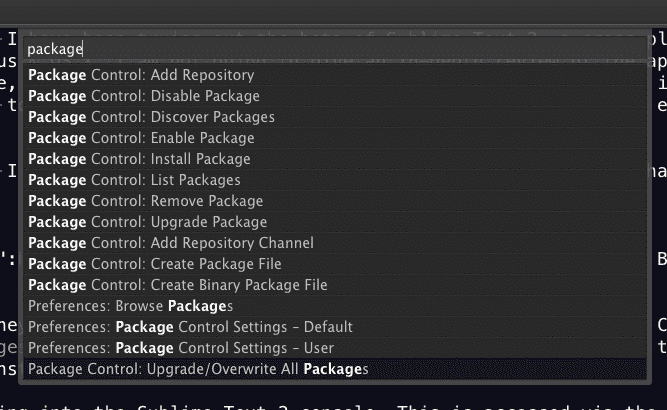 package
Package Control: Add Repository
Package Control: Disable Package
Package Control: Discover Packages
Package Control: Enable Package
Package Control: Install Package
Package Control: List Packages
Package Control: Remove Package
Package Control: Upgrade Package
Package Control: Add Repository Channel
Package Control: Create Package File
Package Control: Create Binary Package File
Preferences: Browse Packages
Preferences: Package Control Settings – Default
Preferences: Package Control Settings – User
Package Control: Upgrade/Overwrite All Packages